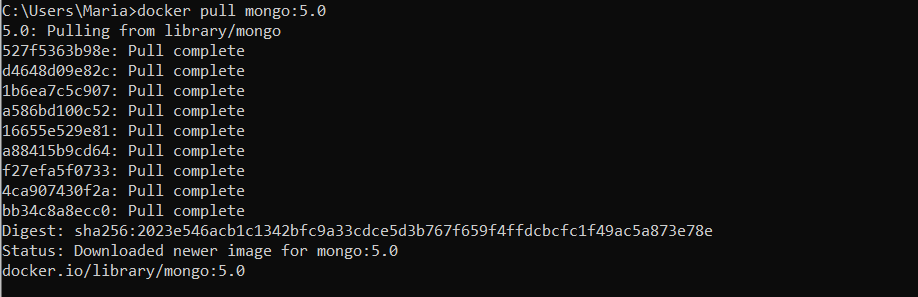 C:\Users\Maria>docker pull mongo:5.0
5.0: Pulling from library/mongo
527f5363b98e: Pull complete
d4648d09e82c: Pull complete
1b6ea7c5c907: Pull complete
a586bd100c52: Pull complete
16655e529e81: Pull complete
a88415b9cd64: Pull complete
f27efa5f0733: Pull complete
4ca907430f2a: Pull complete
bb34c8a8ecc0: Pull complete
Digest: sha256:2023e546acb1c1342bfc9a33cdce5d3b767f659f4ffdcbcfc1f49ac5a873e78e
Status: Downloaded newer image for mongo:5.0
docker.io/library/mongo:5.0